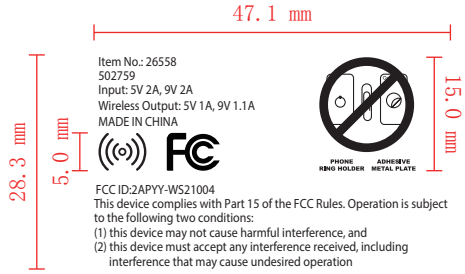 47.1 mm
Item No.: 26558
502759
Input: 5V 2A, 9V 2A
Wireless Output: 5V 1A, 9V 1.1A
MADE IN CHINA
FC
28.3 mm
5.0 mm
15.0 mm
PHONE RING HOLDER
ADHESIVE METAL PLATE
FCC ID:2APYY-WS21004
This device complies with Part 15 of the FCC Rules. Operation is subject
to the following two conditions:
(1) this device may not cause harmful interference, and
(2) this device must accept any interference received, including
interference that may cause undesired operation